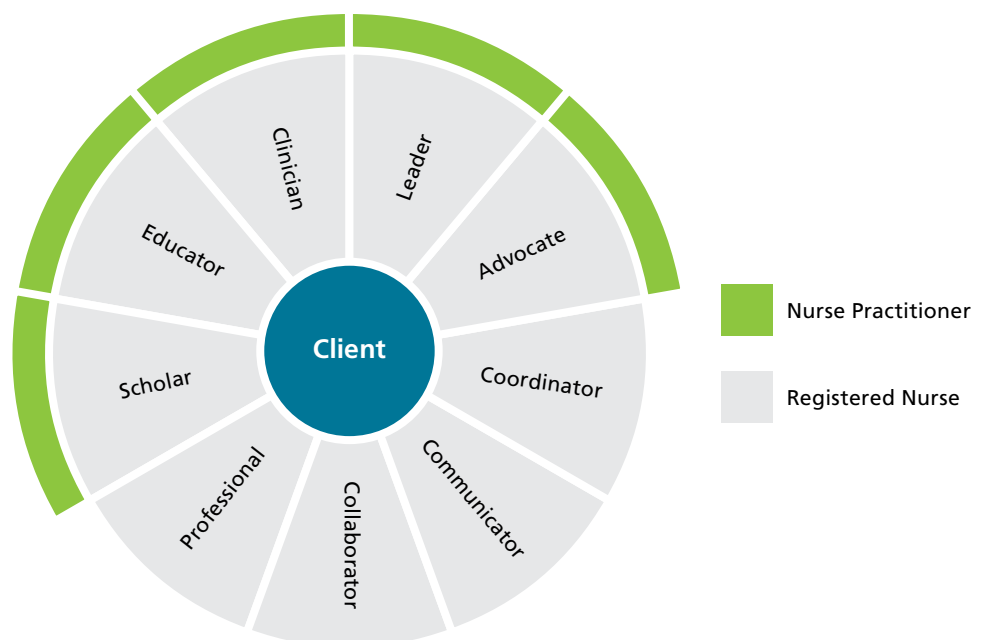 Clinician
Leader
Educator
Advocate
Client
Scholar
Coordinator
Professional
Collaborator
Communicator
Nurse Practitioner
Registered Nurse